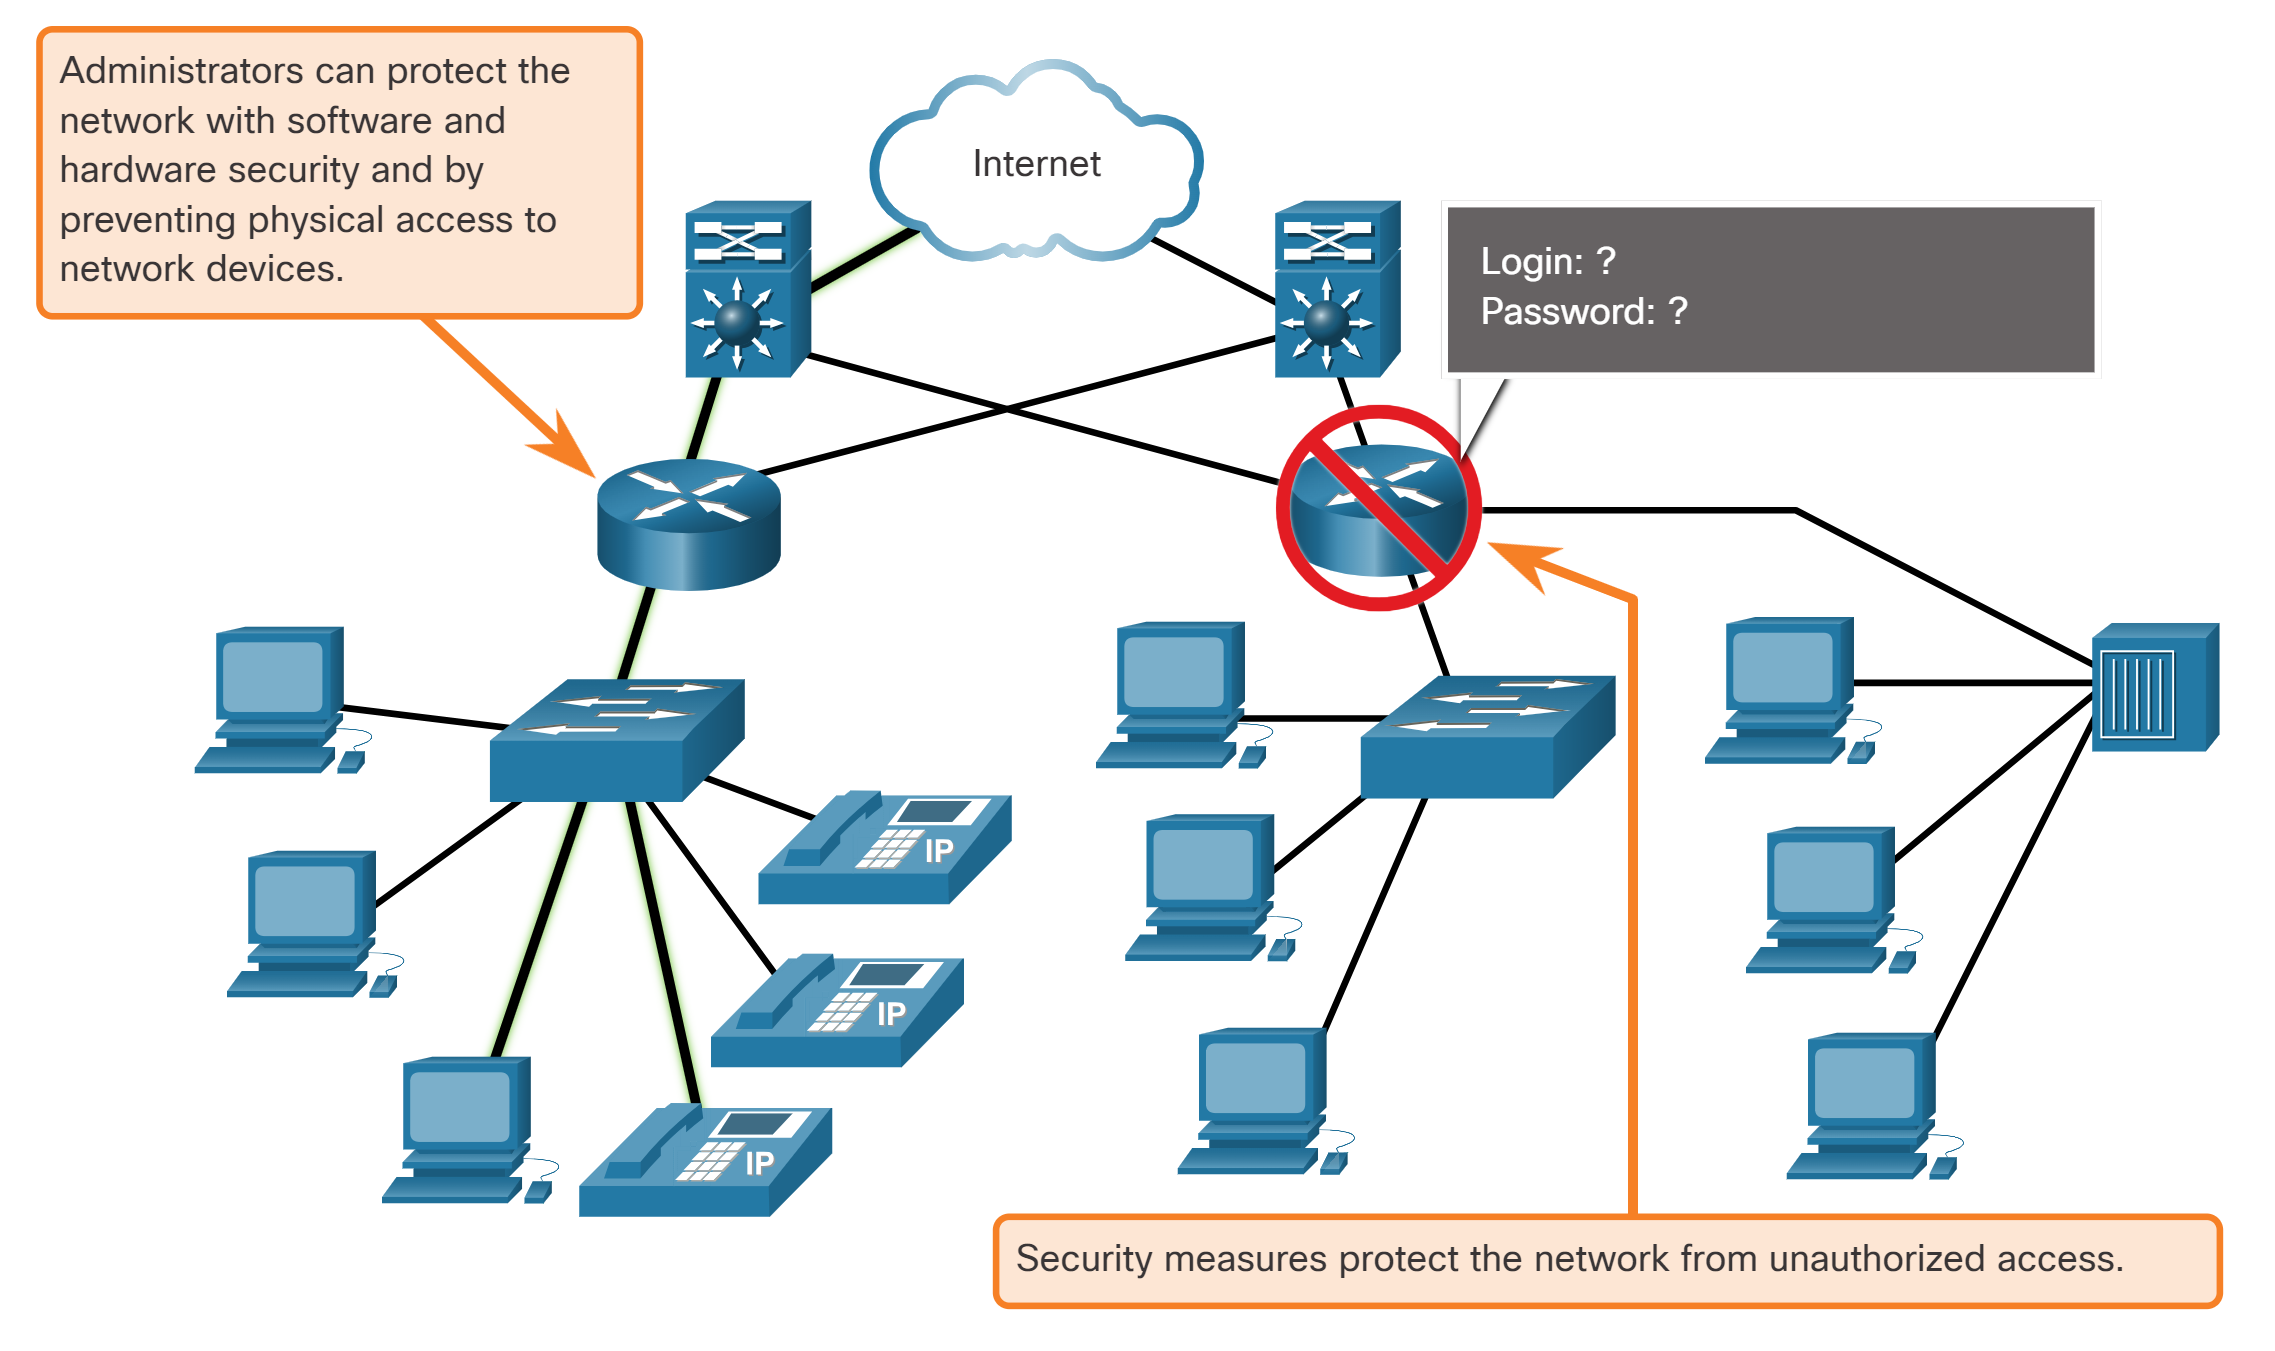 Administrators can protect the
network with software and
hardware security and by
preventing physical access to
network devices.
Internet
Login: ?
Password: ?
IP
IP
IP
Security measures protect the network from unauthorized access.